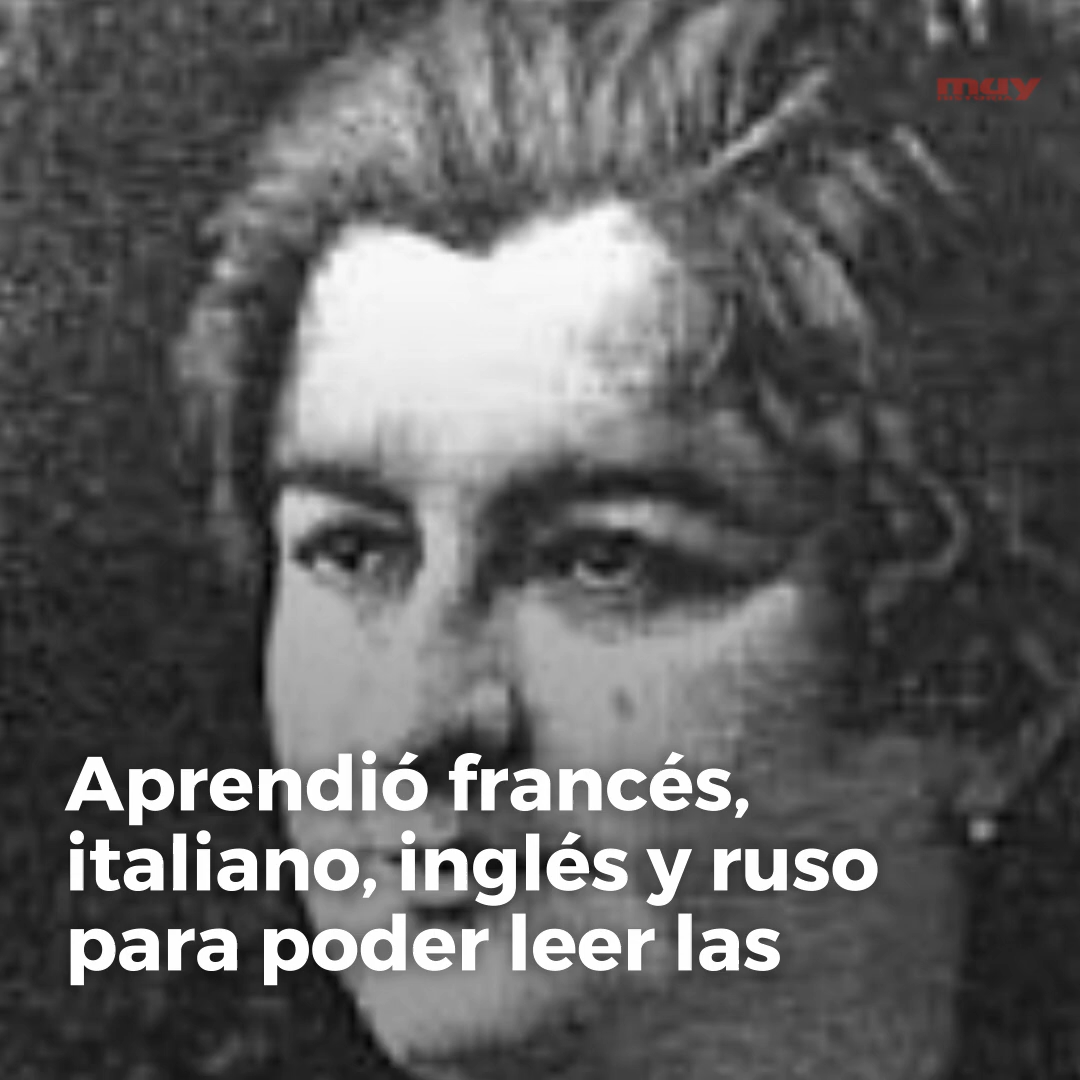 muy
Aprendió francés,
italiano, inglés y ruso
para poder leer las